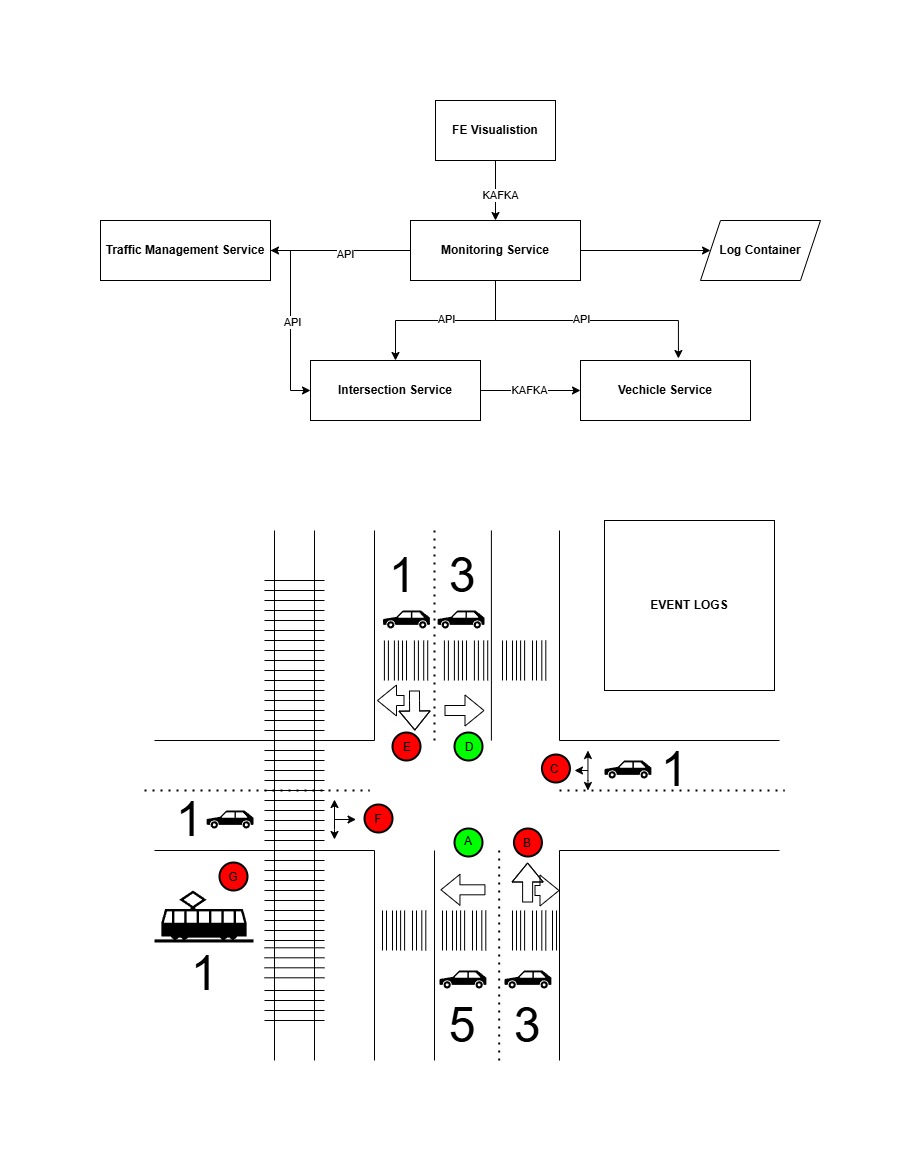 FE Visualistion
KAFKA
Traffic Management Service
API
Monitoring Service
Log Container
API
API
API
Intersection Service
KAFKA
Vechicle Service
1 3
EVENT LOGS
E D
C 1
1 F
A B
G
1
5 3